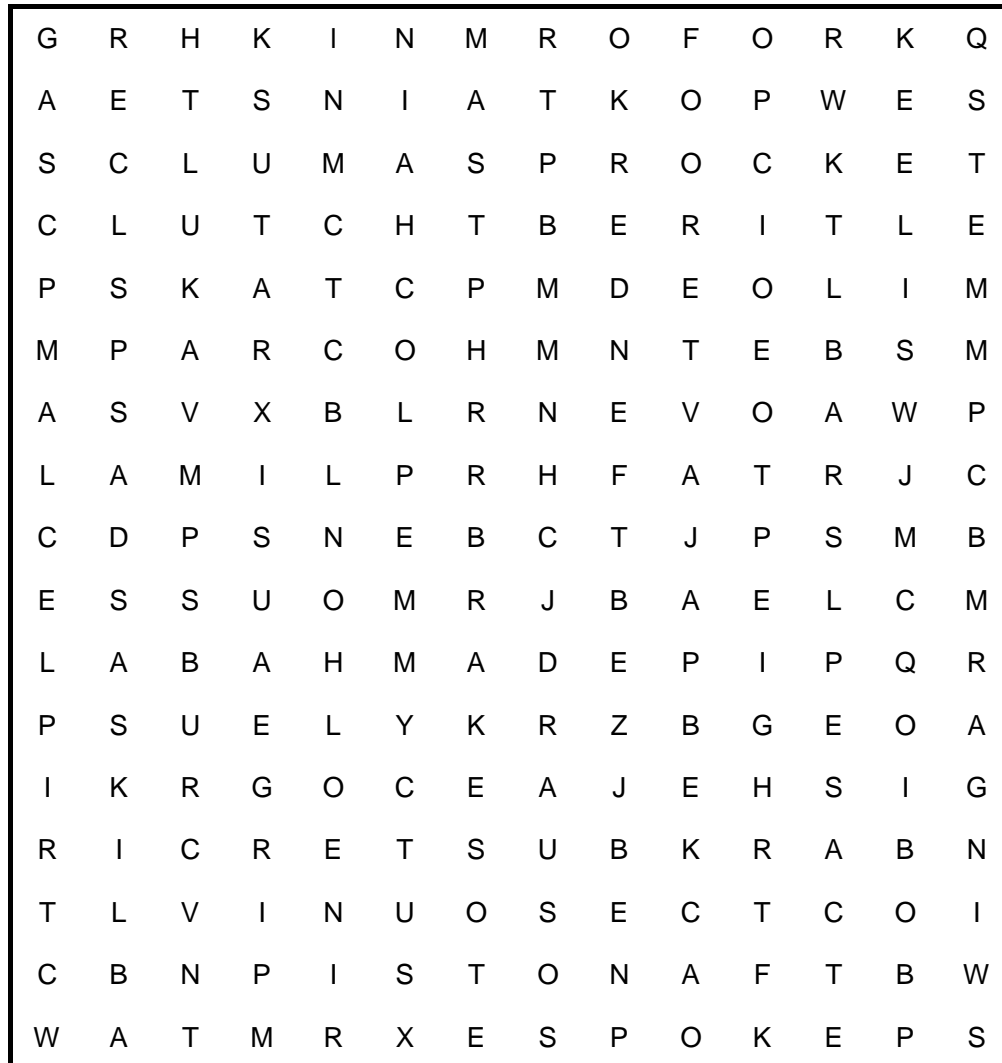 G R H K I N M R O F O R K Q
A E T S N I A T K O P W E S
S C L U M A S P R O C K E T
C L U T C H T B E R I T L E
P S K A T C P M D E O L I M
M P A R C O H M N T E B S M
A S V X B L R N E V O A W P
L A M I L P R H F A T R J C
C D P S N E B C T J P S M B
E S S U O M R J B A E L C M
L A B A H M A D E P I P Q R
P S U E L Y K R Z B G E O A
I K R G O C E A J E H S I G
R I C R E T S U B K R A B N
T L V I N U O S E C T C O I
C B N P I S T O N A F T B W
W A T M R X E S P O K E P S